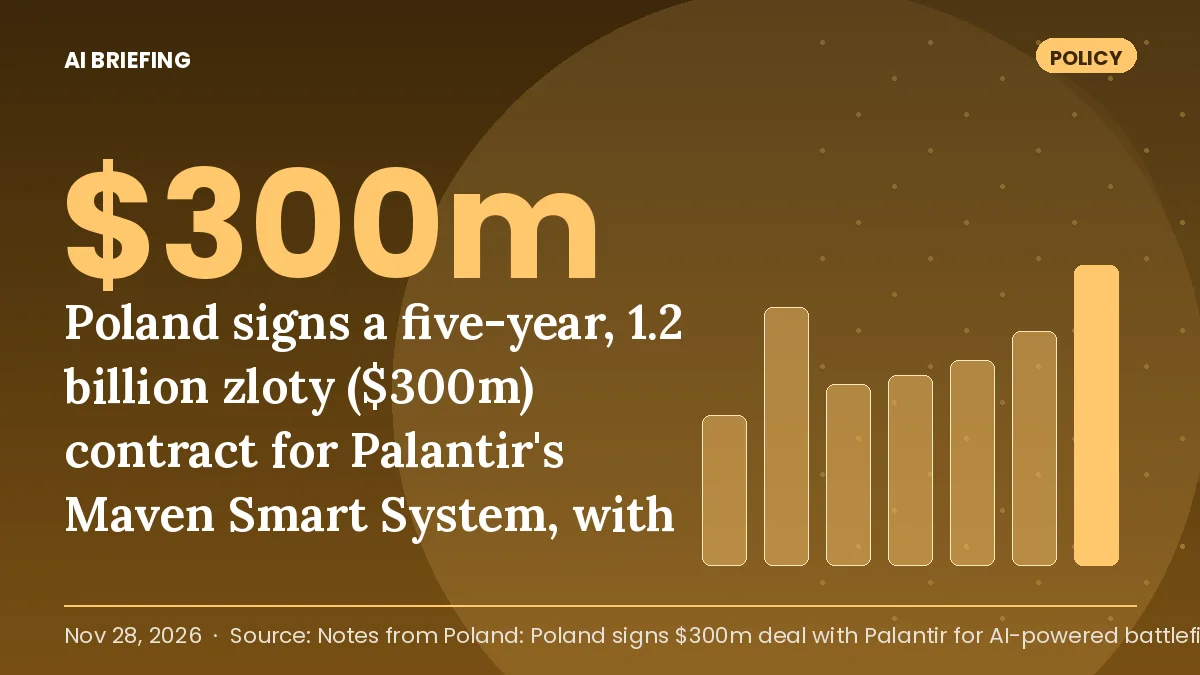 AI BRIEFING
POLICY
$300m
Poland signs a five-year, 1.2
billion zloty ($300m)
contract for Palantir's
Maven Smart System, with
Nov 28, 2026 · Source: Notes from Poland: Poland signs $300m deal with Palantir for AI-powered battlefi